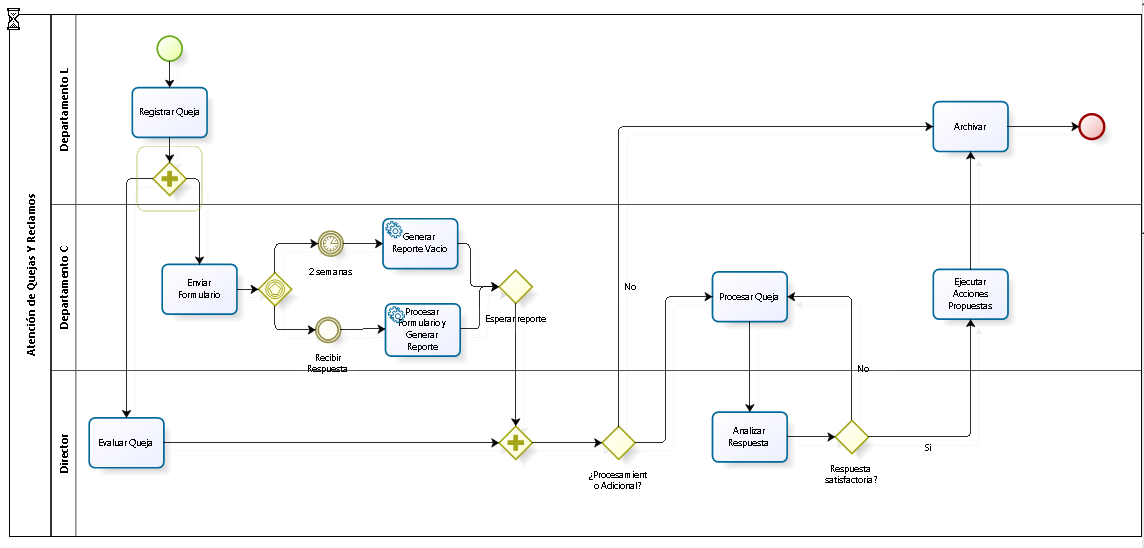 Atención de Quejas Y Reclamos
Departamento L
Registrar Queja
Archivar
Departamento C
Enviar
Formulario
2 semanas
Generar
Reporte Vacio
Recibir
Respuesta
Procesar
Formulario y
Generar
Reporte
Esperar reporte
No
Procesar Queja
Ejecutar
Acciones
Propuestas
No
Director
Evaluar Queja
¿Procesamient
o Adicional?
Analizar
Respuesta
Respuesta
satisfactoria?
Si